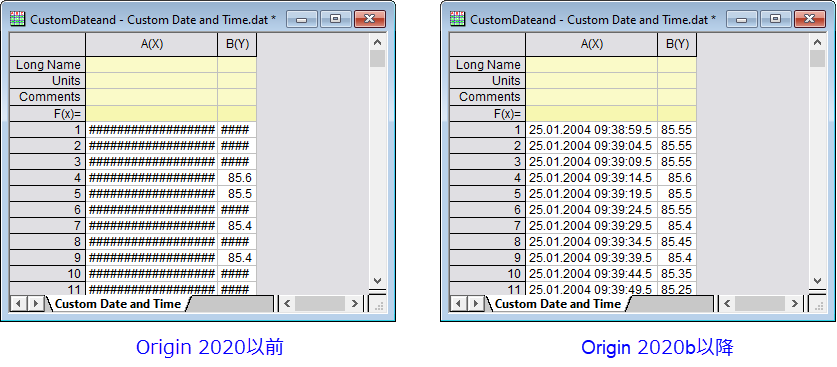 CustomDateand - Custom Date and Time.dat *
A(X) B(Y)
Long Name
Units
Comments
F(x)=
1 ################## ####
2 ################## ####
3 ################## ####
4 ################## 85.6
5 ################## 85.5
6 ################## ####
7 ################## 85.4
8 ################## ####
9 ################## 85.4
10 ################## ####
11 ################## ####
Custom Date and Time
Origin 2020以前
CustomDateand - Custom Date and Time.dat *
A(X) B(Y)
Long Name
Units
Comments
F(x)=
1 25.01.2004 09:38:59.5 85.55
2 25.01.2004 09:39:04.5 85.55
3 25.01.2004 09:39:09.5 85.55
4 25.01.2004 09:39:14.5 85.6
5 25.01.2004 09:39:19.5 85.5
6 25.01.2004 09:39:24.5 85.55
7 25.01.2004 09:39:29.5 85.4
8 25.01.2004 09:39:34.5 85.45
9 25.01.2004 09:39:39.5 85.4
10 25.01.2004 09:39:44.5 85.35
11 25.01.2004 09:39:49.5 85.25
Custom Date and Time
Origin 2020b以降